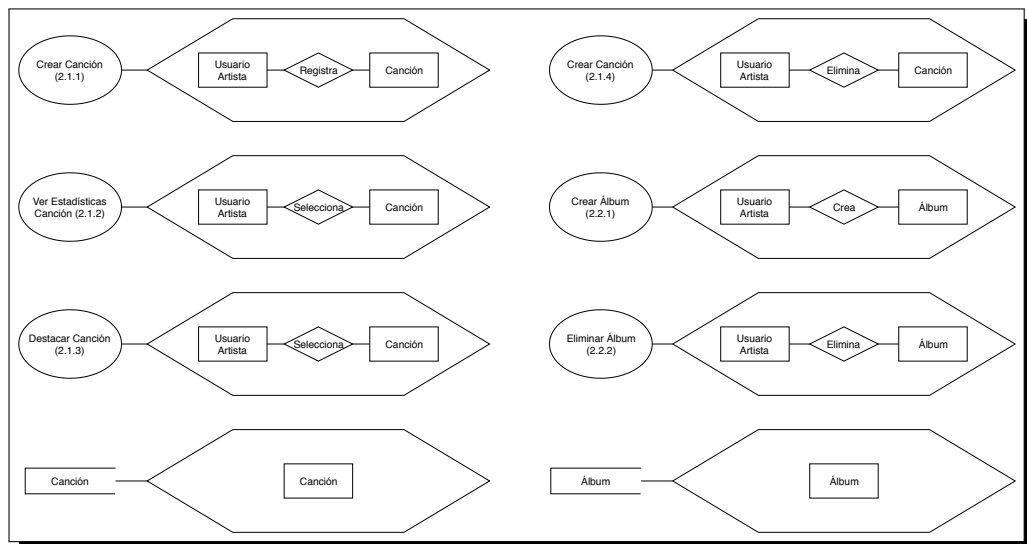 Crear Canción
(2.1.1)
Usuario
Artista
Registra
Canción
Crear Canción
(2.1.4)
Usuario
Artista
Elimina
Canción
Ver Estadísticas
Canción (2.1.2)
Usuario
Artista
Selecciona
Canción
Crear Álbum
(2.2.1)
Usuario
Artista
Crea
Álbum
Destacar Canción
(2.1.3)
Usuario
Artista
Selecciona
Canción
Eliminar Álbum
(2.2.2)
Usuario
Artista
Elimina
Álbum
Canción
Canción
Álbum
Álbum